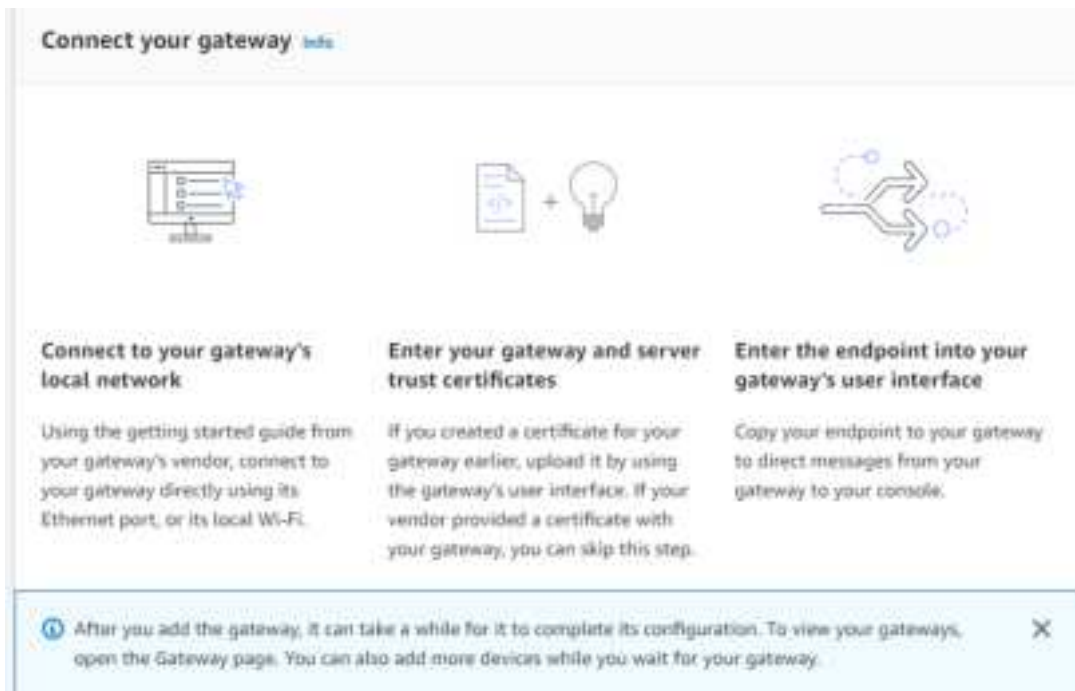 Connect your gateway Info
Connect to your gateway's
local network
Using the getting started guide from
your gateway's vendor, connect to
your gateway directly using its
Ethernet port, or its local Wi-Fi.
Enter your gateway and server
trust certificates
If you created a certificate for your
gateway earlier, upload it by using
the gateway's user interface. If your
vendor provided a certificate with
your gateway, you can skip this step.
Enter the endpoint into your
gateway's user interface
Copy your endpoint to your gateway
to direct messages from your
gateway to your console.
After you add the gateway, it can take a while for it to complete its configuration. To view your gateways,
open the Gateway page. You can also add more devices while you wait for your gateway.